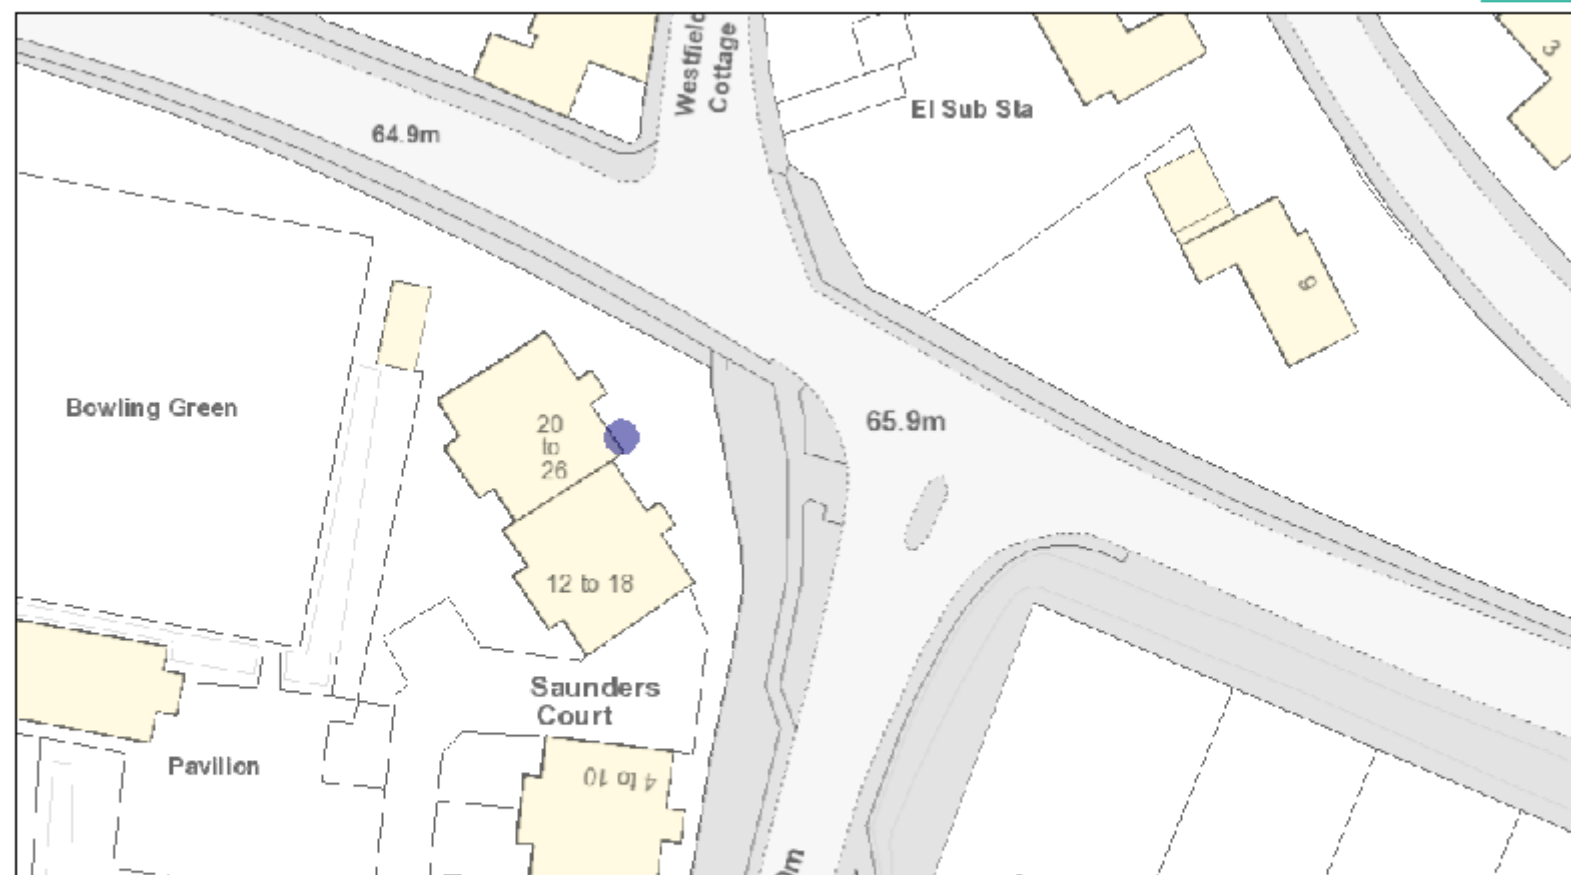 Westfield
Cottage
3
El Sub Sta
64.9m
9
Bowling Green
20
to
26
65.9m
12 to 18
Saunders
Court
Pavilion
4 to 10